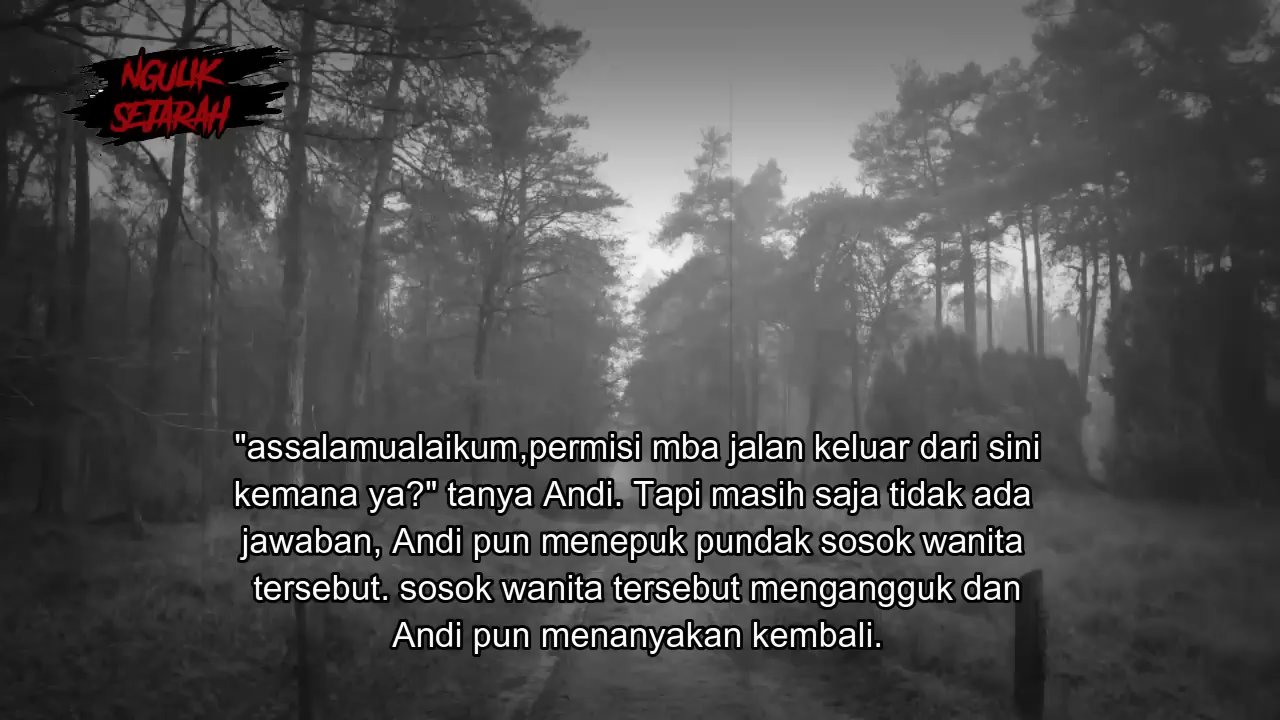 NGULIK
SEJARAH
"assalamualaikum,permisi mba jalan keluar dari sini
kemana ya?" tanya Andi. Tapi masih saja tidak ada
jawaban, Andi pun menepuk pundak sosok wanita
tersebut. sosok wanita tersebut mengangguk dan
Andi pun menanyakan kembali.